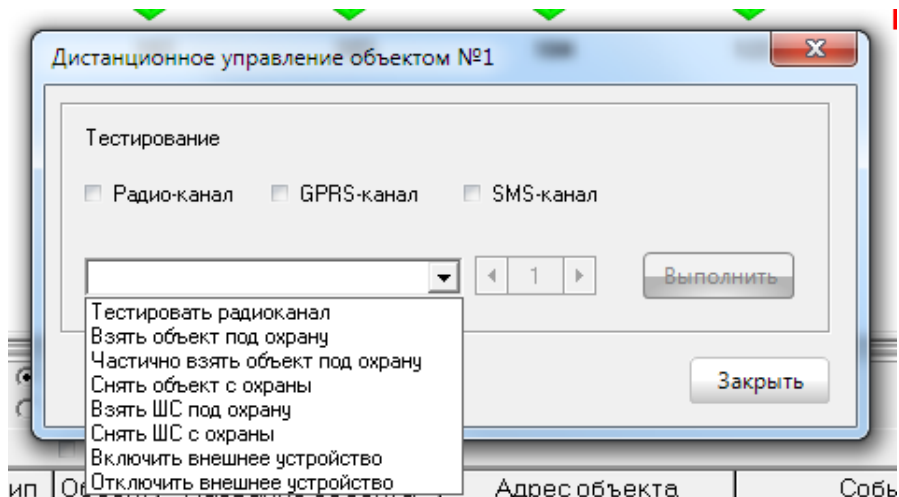 Дистанционное управление объектом №1
Тестирование
Радио-канал GPRS-канал SMS-канал
1 Выполнить
Тестировать радиоканал
Взять объект под охрану
Частично взять объект под охрану
Снять объект с охраны
Взять ШС под охрану
Снять ШС с охраны
Включить внешнее устройство
Отключить внешнее устройство
Закрыть
ип Адрес объекта Собы